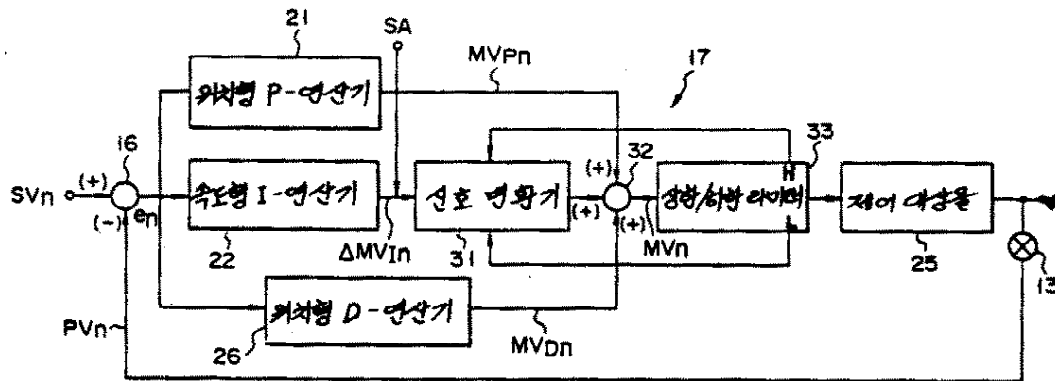 21
SA
MVPn
17
위치형 P-연산기
33
16
32
H
SVn
(+)
(-)
en
속도형 I-연산기
신호 변환기
(+)
(+)
(+)
상한/하한 리미터
제어 대상물
22
ΔMVIn
31
MVn
25
13
위치형 D-연산기
PVn
26
MVDn